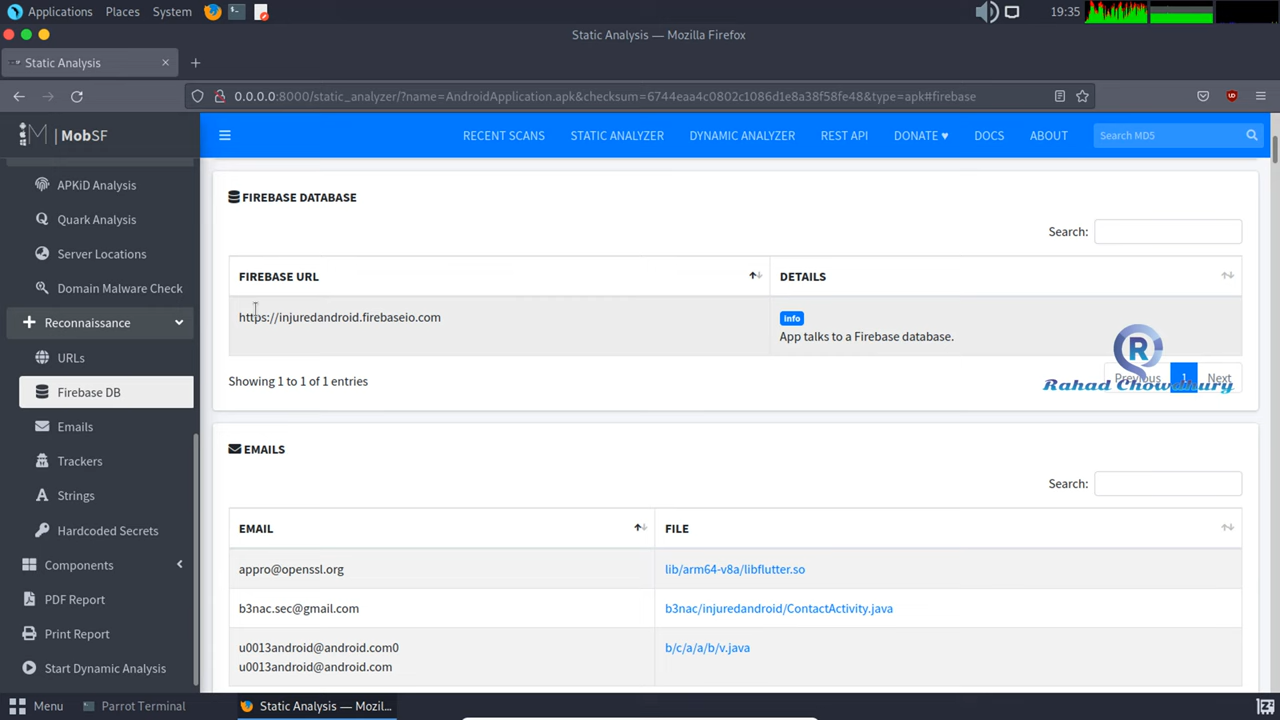 Applications Places System 19:35
Static Analysis — Mozilla Firefox
Static Analysis × +
0.0.0.0:8000/static_analyzer/?name=AndroidApplication.apk&checksum=6744eaa4c0802c1086d1e8a38f58fe48&type=apk#firebase
MobSF
RECENT SCANS STATIC ANALYZER DYNAMIC ANALYZER REST API DONATE ♥ DOCS ABOUT Search MD5
APKiD Analysis
Quark Analysis
Server Locations
Domain Malware Check
Reconnaissance
URLs
Firebase DB
Emails
Trackers
Strings
Hardcoded Secrets
Components
PDF Report
Print Report
Start Dynamic Analysis
FIREBASE DATABASE
Search:
FIREBASE URL DETAILS
https://injuredandroid.firebaseio.com info
App talks to a Firebase database.
Showing 1 to 1 of 1 entries Previous 1 Next
R
Rahad Chowdhury
EMAILS
Search:
EMAIL FILE
appro@openssl.org lib/arm64-v8a/libflutter.so
b3nac.sec@gmail.com b3nac/injuredandroid/ContactActivity.java
u0013android@android.com0 b/c/a/a/b/v.java
u0013android@android.com
Menu Parrot Terminal Static Analysis — Mozil...